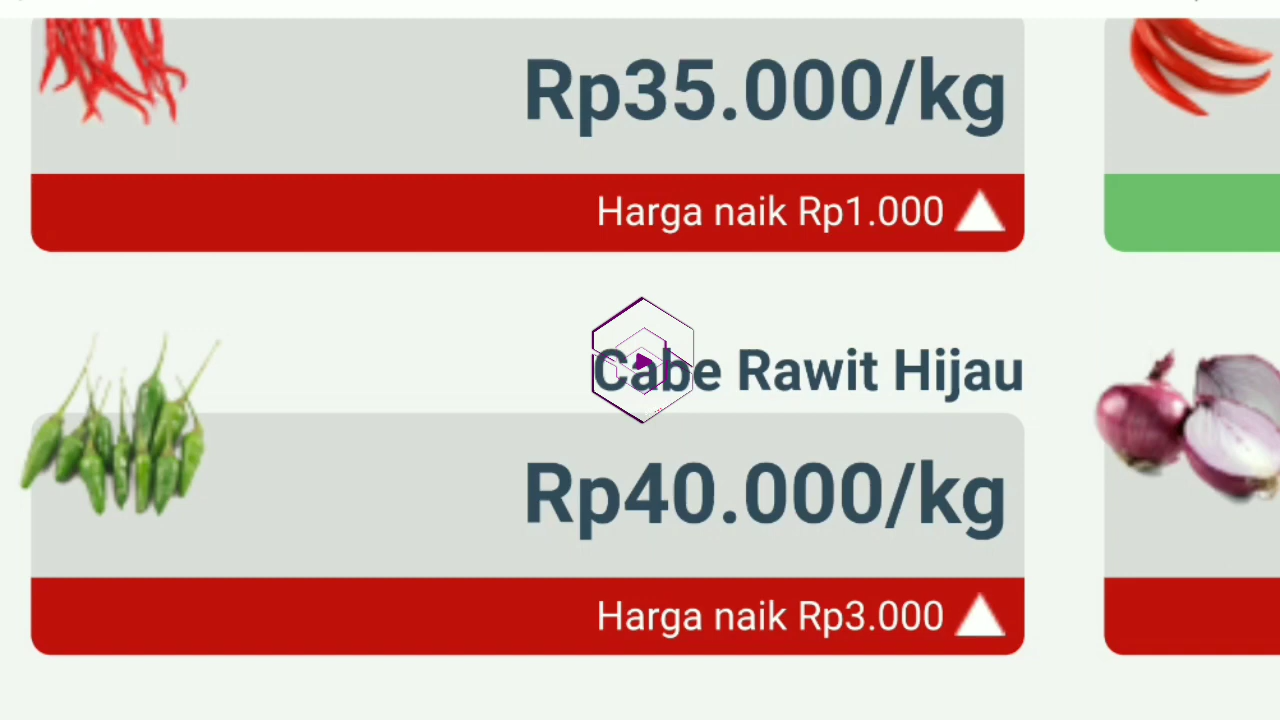 Rp35.000/kg
Harga naik Rp1.000
Cabe Rawit Hijau
Rp40.000/kg
Harga naik Rp3.000